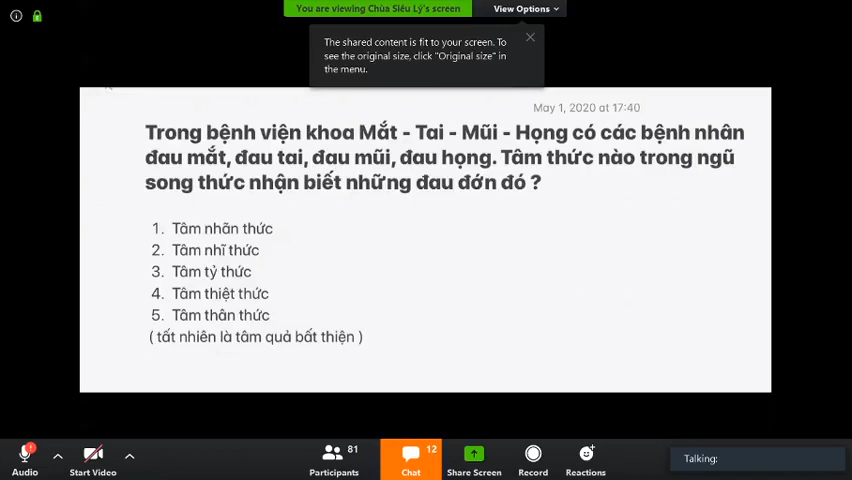 You are viewing Chùa Siêu Lý's screen
View Options
The shared content is fit to your screen. To
see the original size, click "Original size" in
the menu.
May 1, 2020 at 17:40
Trong bệnh viện khoa Mắt - Tai - Mũi - Họng có các bệnh nhân
đau mắt, đau tai, đau mũi, đau họng. Tâm thức nào trong ngũ
song thức nhận biết những đau đớn đó ?
1. Tâm nhãn thức
2. Tâm nhĩ thức
3. Tâm tỷ thức
4. Tâm thiệt thức
5. Tâm thân thức
( tất nhiên là tâm quả bất thiện )
Audio
Start Video
81
Participants
12
Chat
Share Screen
Record
Reactions
Talking: